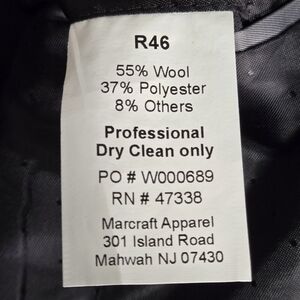 R46
55% Wool
37% Polyester
8% Others
Professional
Dry Clean only
PO # W000689
RN # 47338
Marcraft Apparel
301 Island Road
Mahwah NJ 07430